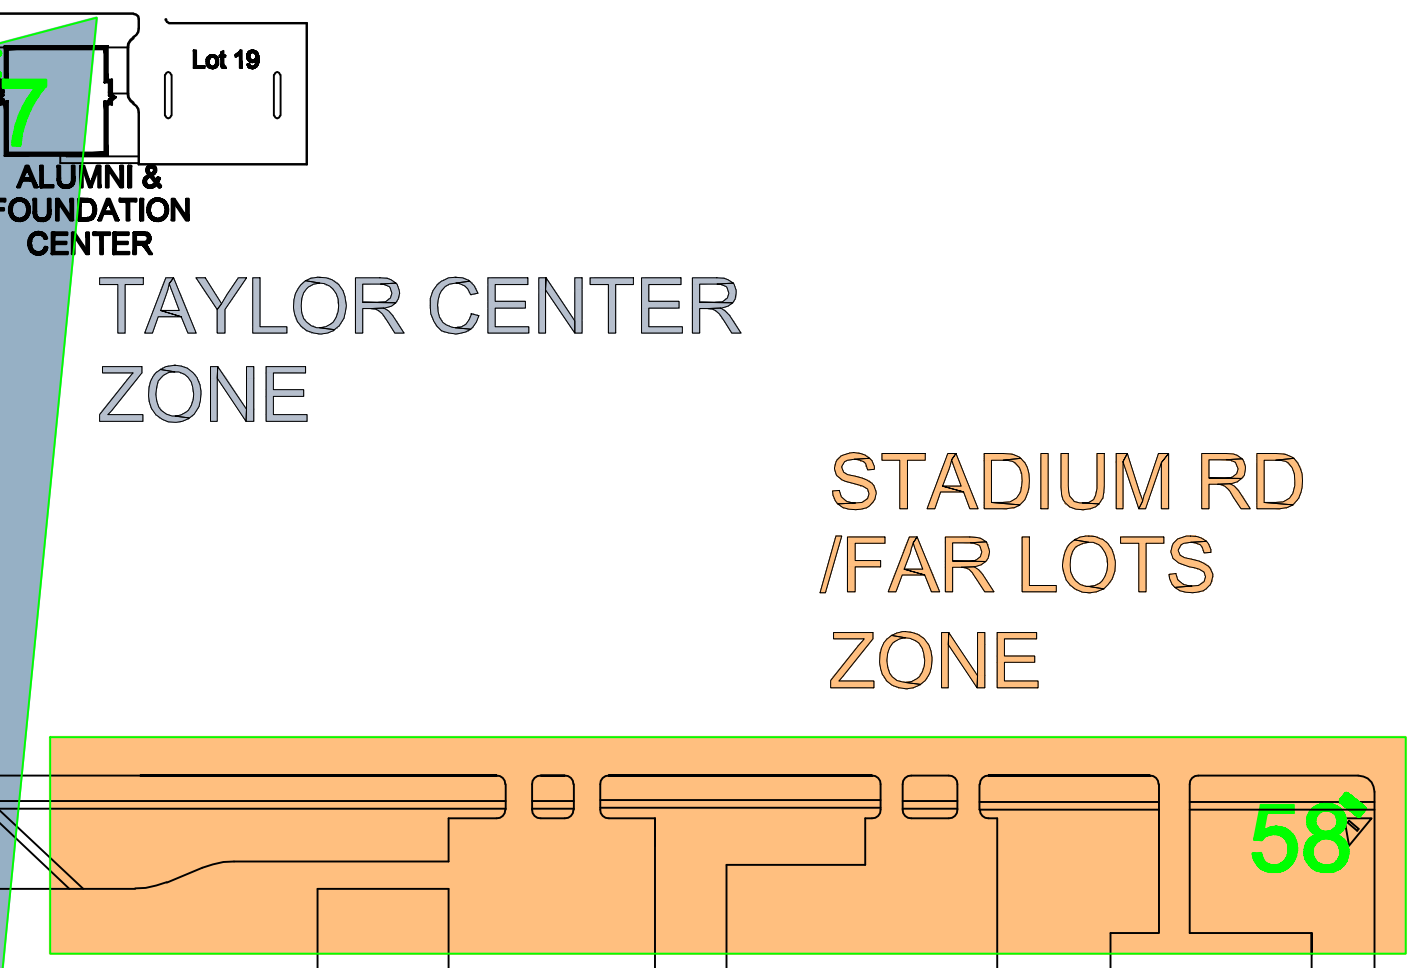 Lot 19
7
ALUMNI &
FOUNDATION
CENTER
TAYLOR CENTER
ZONE
STADIUM RD
/FAR LOTS
ZONE
58